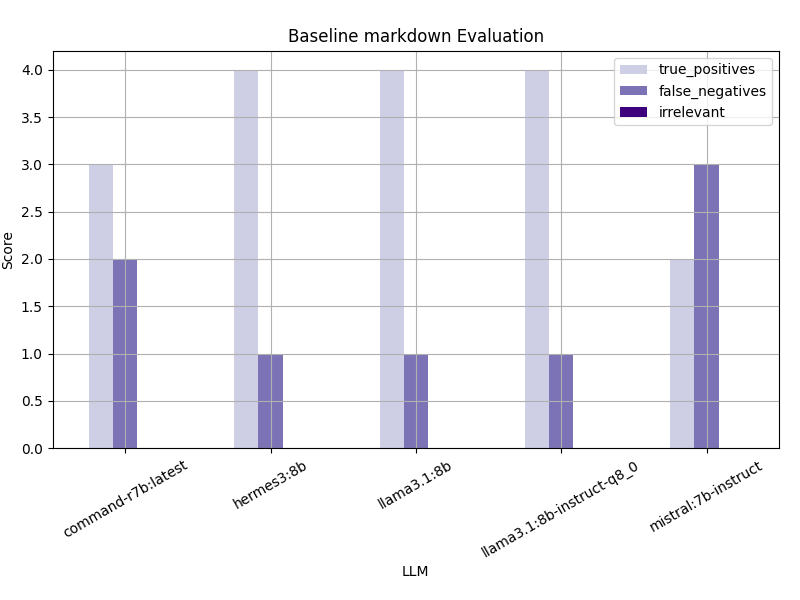 Baseline markdown Evaluation
true_positives
false_negatives
irrelevant
4.0
3.5
3.0
2.5
2.0
1.5
1.0
0.5
0.0
Score
command-r7b:latest
hermes3:8b
llama3.1:8b
llama3.1:8b-instruct-q8_0
mistral:7b-instruct
LLM